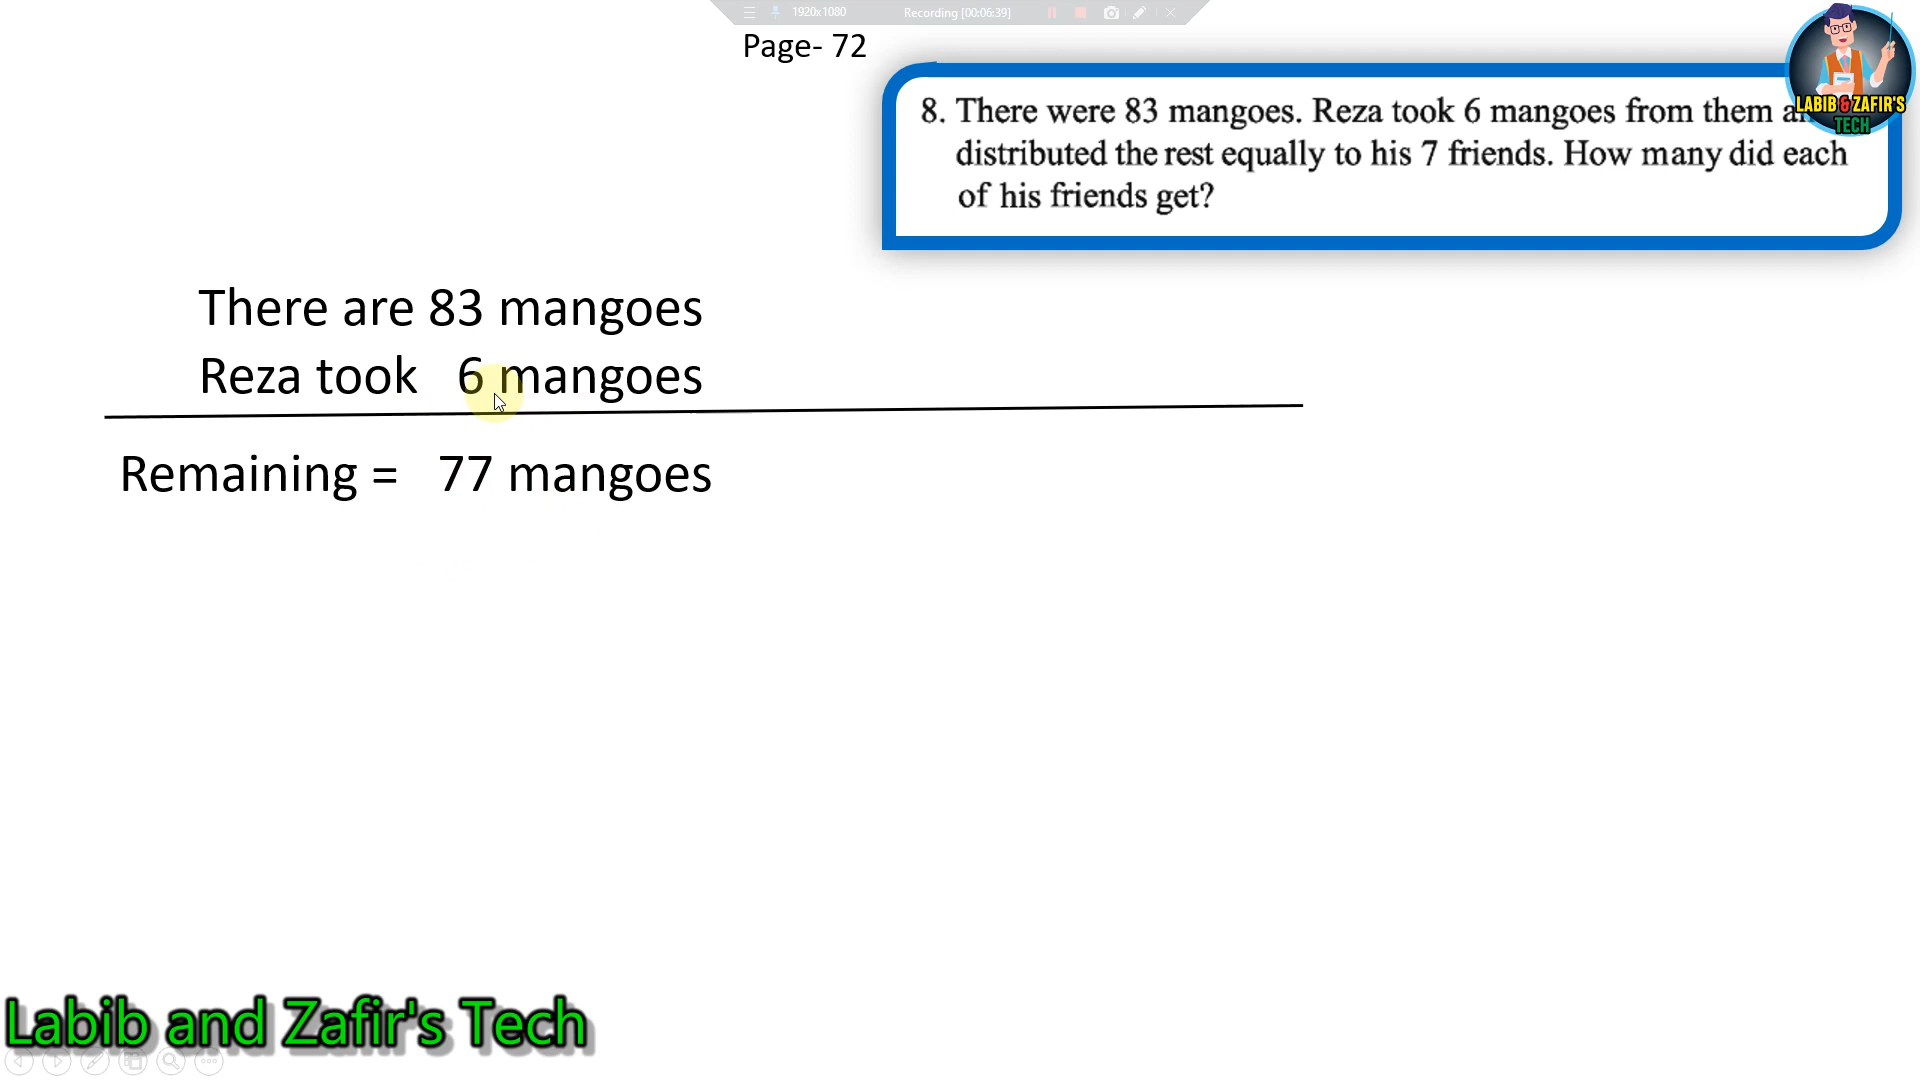 1920x1080 Recording [00:06:39]
Page- 72
LABIB & ZAFIR'S
TECH
8. There were 83 mangoes. Reza took 6 mangoes from them
distributed the rest equally to his 7 friends. How many did each
of his friends get?
There are 83 mangoes
Reza took 6 mangoes
Remaining = 77 mangoes
Labib and Zafir's Tech